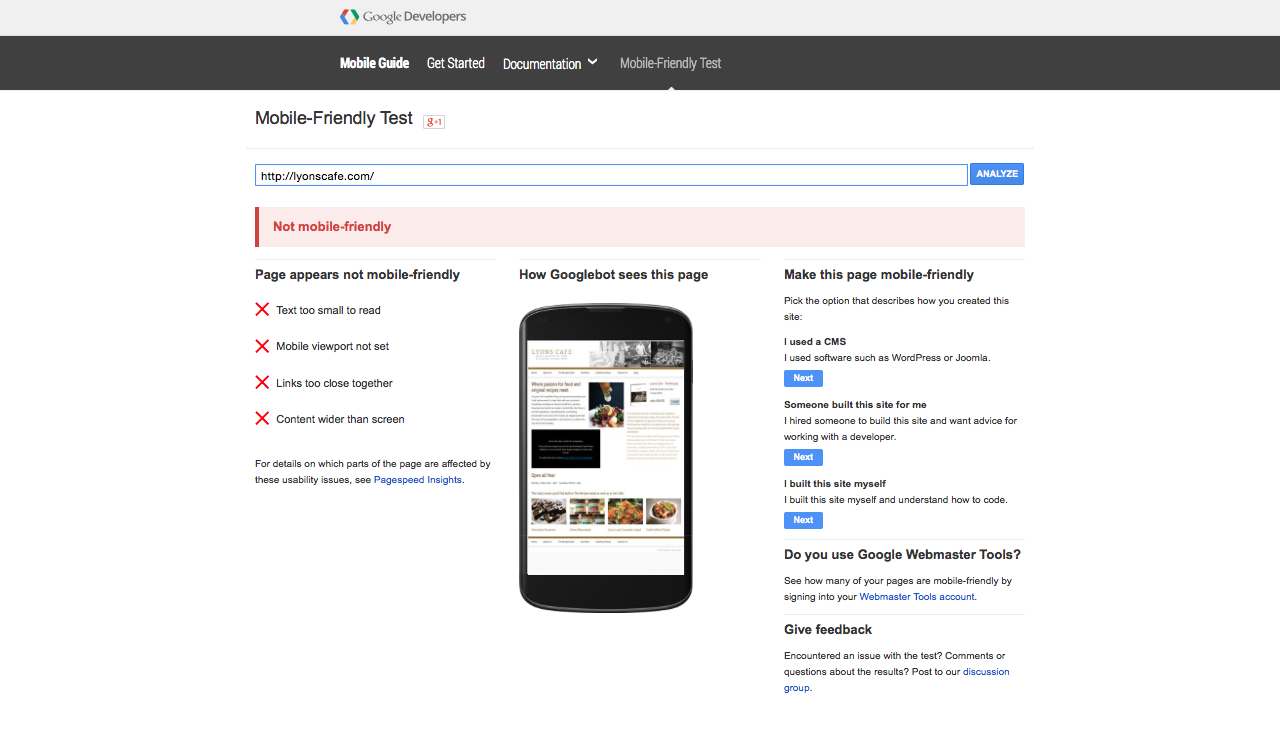 Google Developers
Mobile Guide Get Started Documentation Mobile-Friendly Test
Mobile-Friendly Test g+1
http://lyonscafe.com/ ANALYZE
Not mobile-friendly
Page appears not mobile-friendly
Text too small to read
Mobile viewport not set
Links too close together
Content wider than screen
For details on which parts of the page are affected by
these usability issues, see Pagespeed Insights.
How Googlebot sees this page
LYONS CAFE
Where passion for food and
original recipes meet
Open all Year
Make this page mobile-friendly
Pick the option that describes how you created this
site:
I used a CMS
I used software such as WordPress or Joomla.
Next
Someone built this site for me
I hired someone to build this site and want advice for
working with a developer.
Next
I built this site myself
I built this site myself and understand how to code.
Next
Do you use Google Webmaster Tools?
See how many of your pages are mobile-friendly by
signing into your Webmaster Tools account.
Give feedback
Encountered an issue with the test? Comments or
questions about the results? Post to our discussion
group.